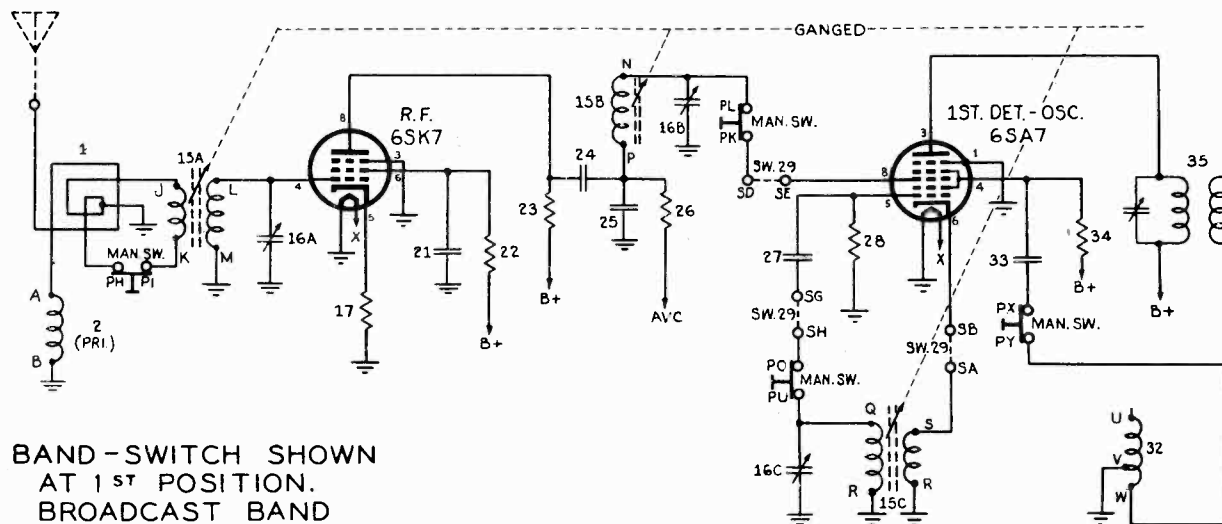 GANGED
R.F.
6SK7
1ST. DET.-OSC.
6SA7
1
15A
J
L
K
M
MAN. SW.
PH
PI
A
B
2
(PRI.)
16A
4
8
3
6
5
X
17
21
22
B+
23
B+
24
25
26
AVC
15B
N
P
16B
PL
PK
MAN. SW.
SW. 29
SD
SE
8
5
3
1
4
6
X
27
28
SG
SW. 29
SH
PO
PU
MAN. SW.
16C
Q
R
S
R
15C
SB
SW. 29
SA
33
34
B+
PX
PY
MAN. SW.
35
B+
U
V
W
32
BAND-SWITCH SHOWN
AT 1ST POSITION.
BROADCAST BAND